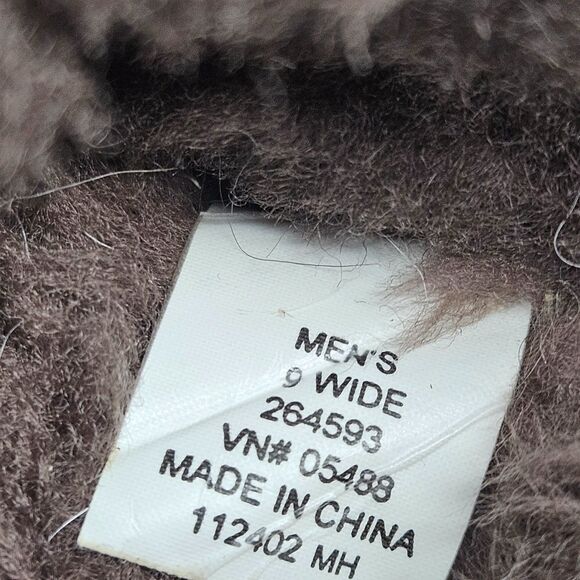 MEN'S
9 WIDE
264593
VN# 05488
MADE IN CHINA
112402 MH